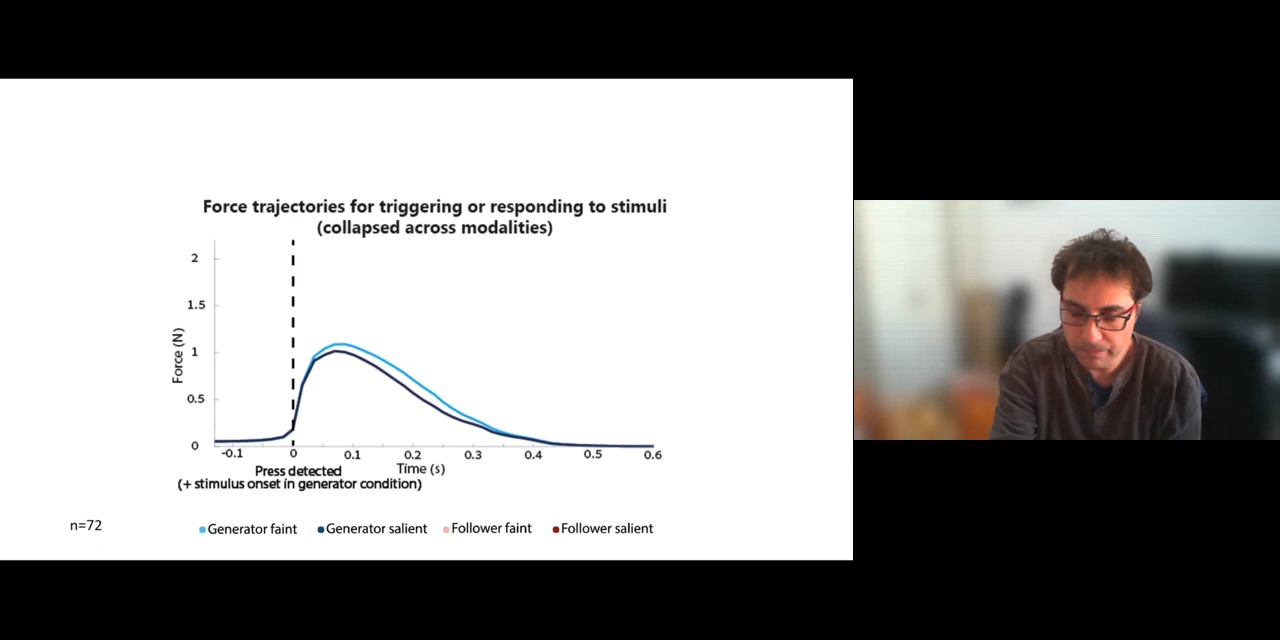 Force trajectories for triggering or responding to stimuli
(collapsed across modalities)
2
1.5
1
0.5
0
Force (N)
-0.1 0 0.1 0.2 0.3 0.4 0.5 0.6
Time (s)
Press detected
(+ stimulus onset in generator condition)
n=72
Generator faint Generator salient Follower faint Follower salient